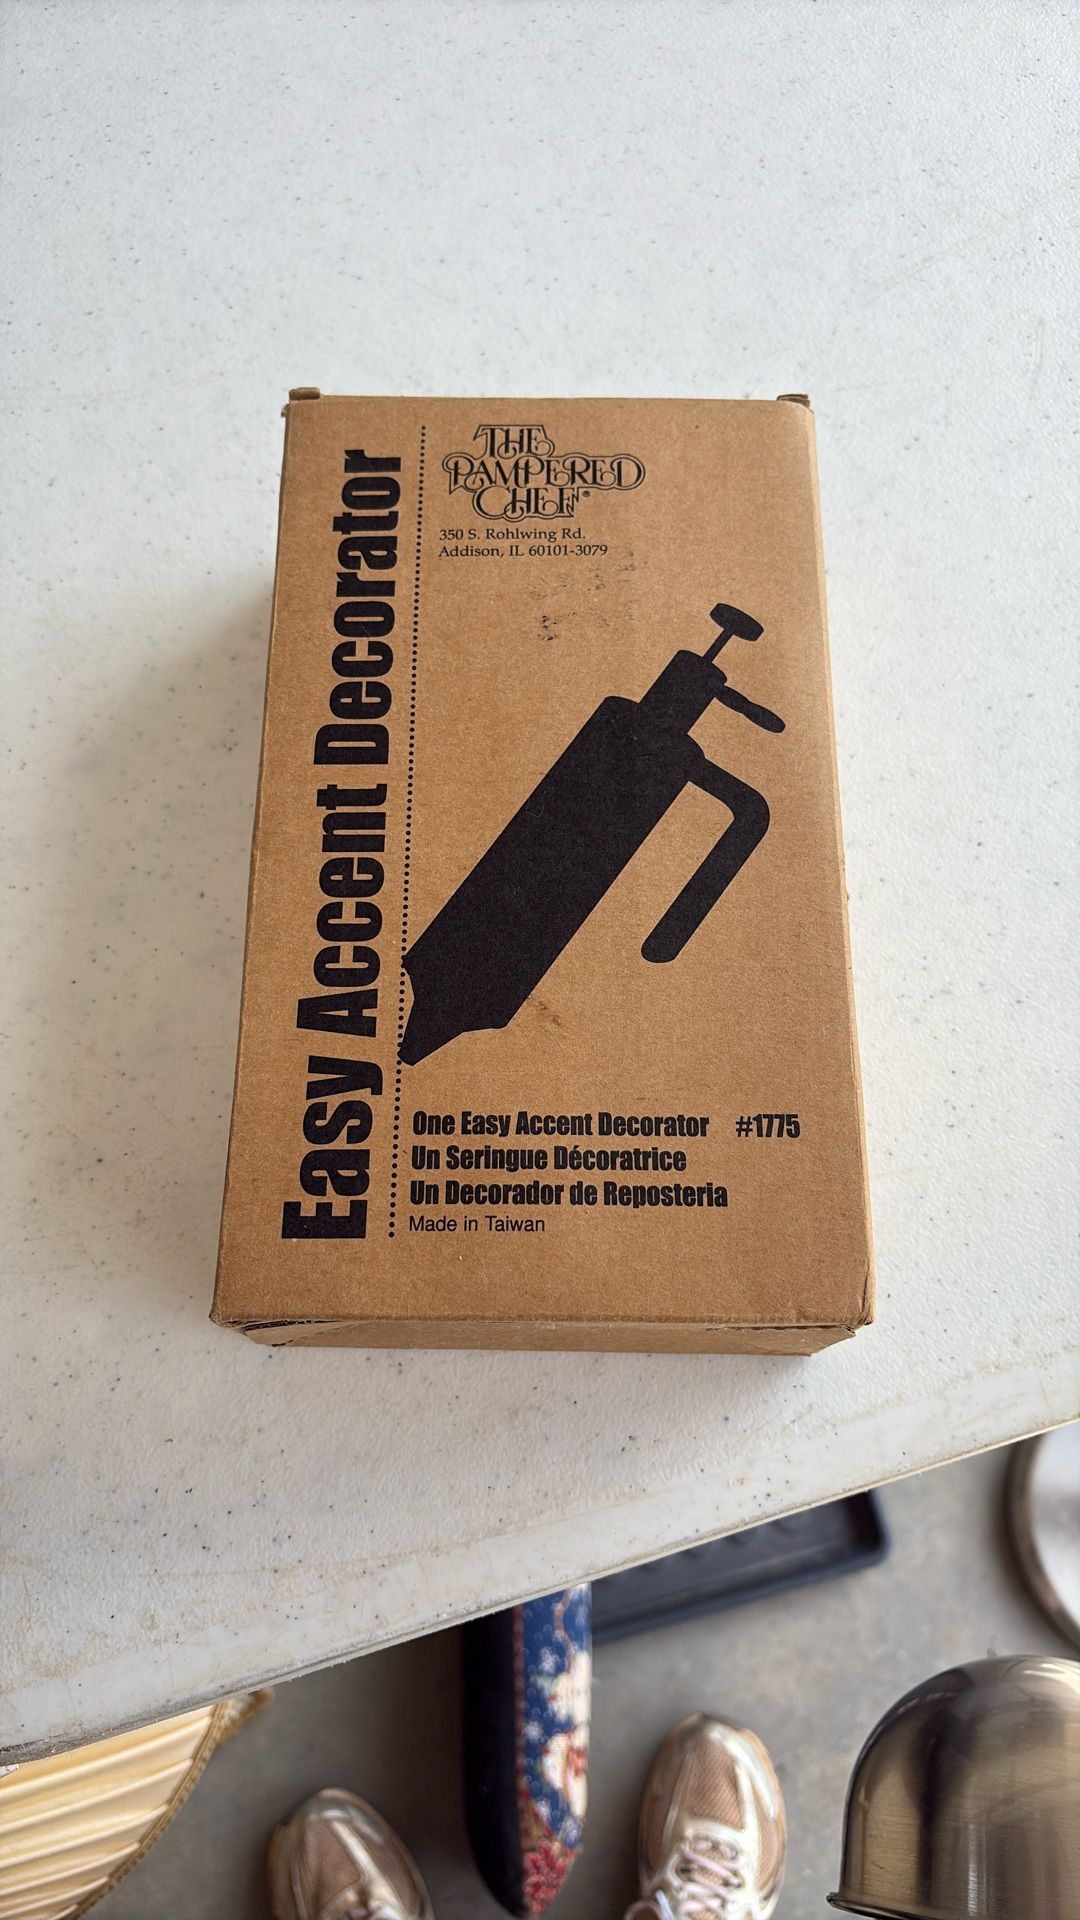 Easy Accent Decorator
THE
PAMPERED
CHEF®
350 S. Rohlwing Rd.
Addison, IL 60101-3079
One Easy Accent Decorator #1775
Un Seringue Décoratrice
Un Decorador de Reposteria
Made in Taiwan